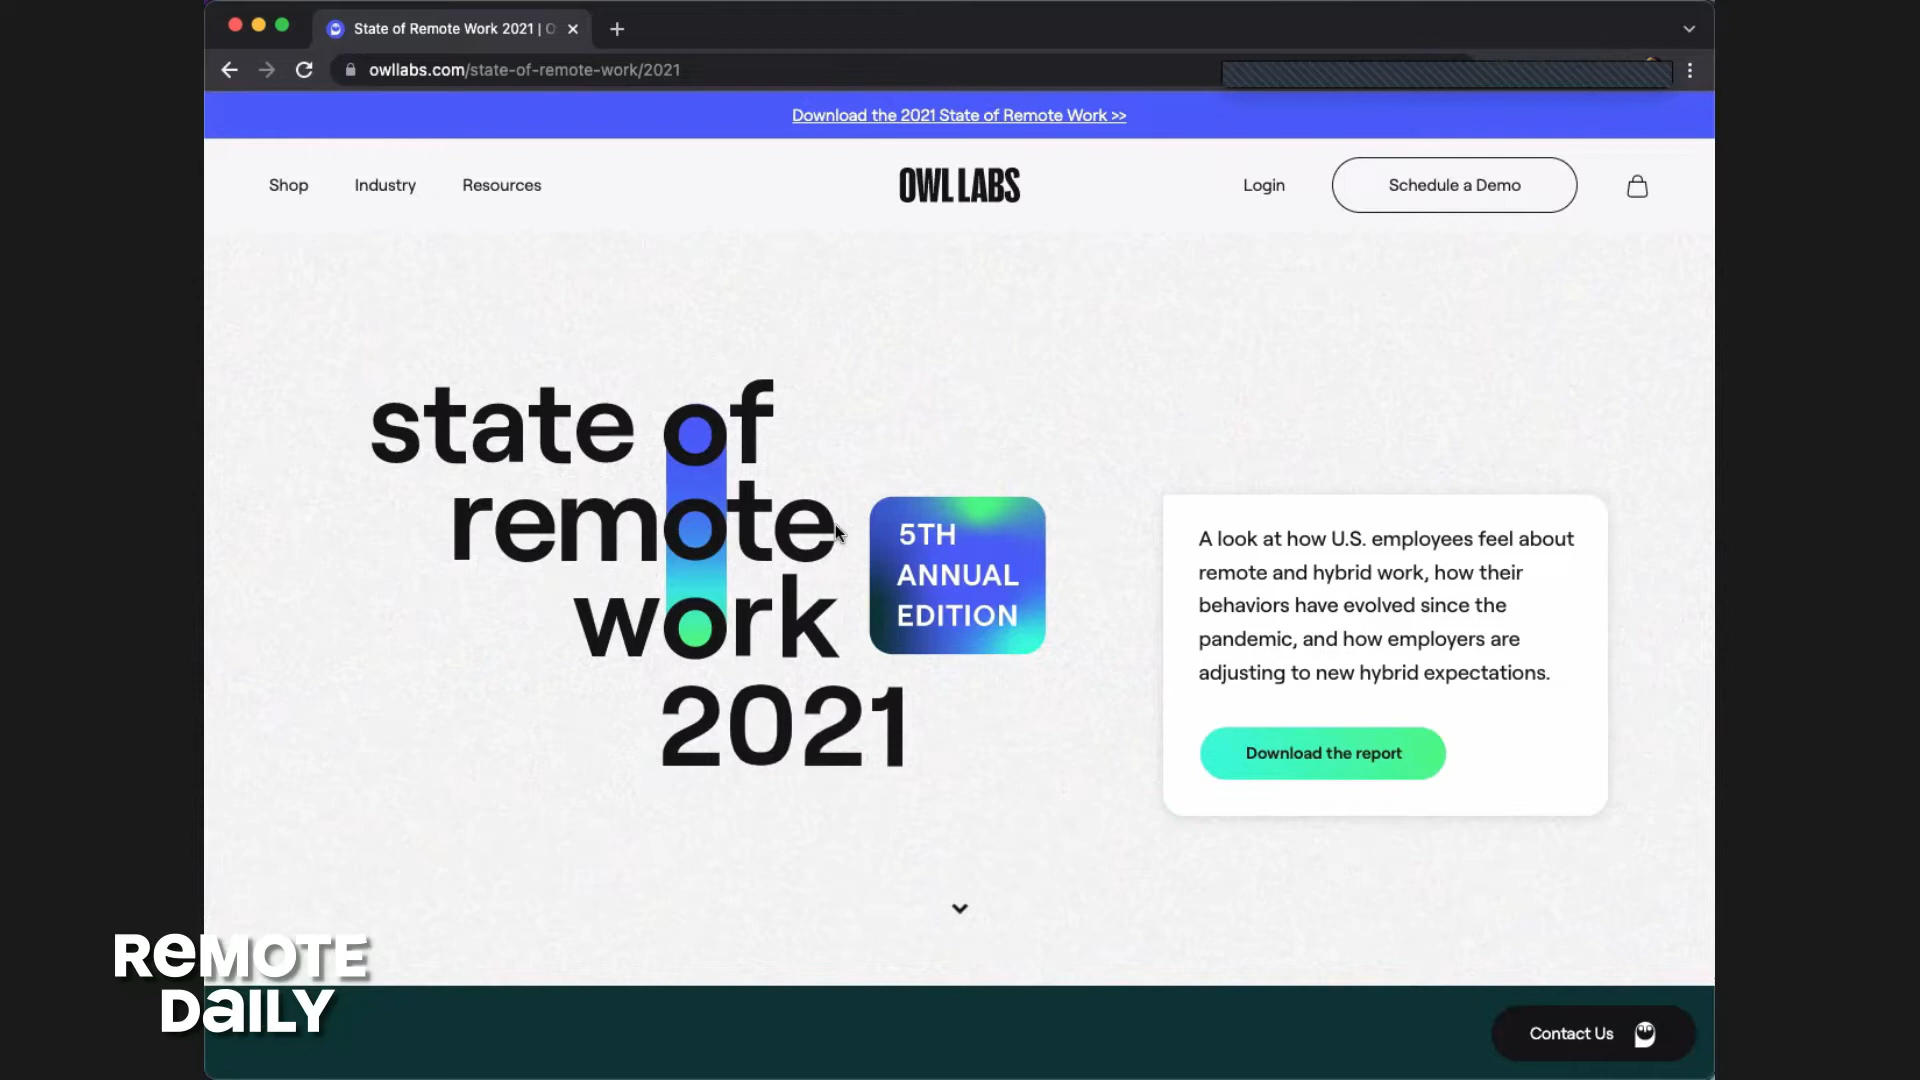 State of Remote Work 2021 | O
owllabs.com/state-of-remote-work/2021
Download the 2021 State of Remote Work >>
Shop Industry Resources OWL LABS Login Schedule a Demo
state of
remote
work
2021
5TH
ANNUAL
EDITION
A look at how U.S. employees feel about
remote and hybrid work, how their
behaviors have evolved since the
pandemic, and how employers are
adjusting to new hybrid expectations.
Download the report
REMOTE
DAILY
Contact Us